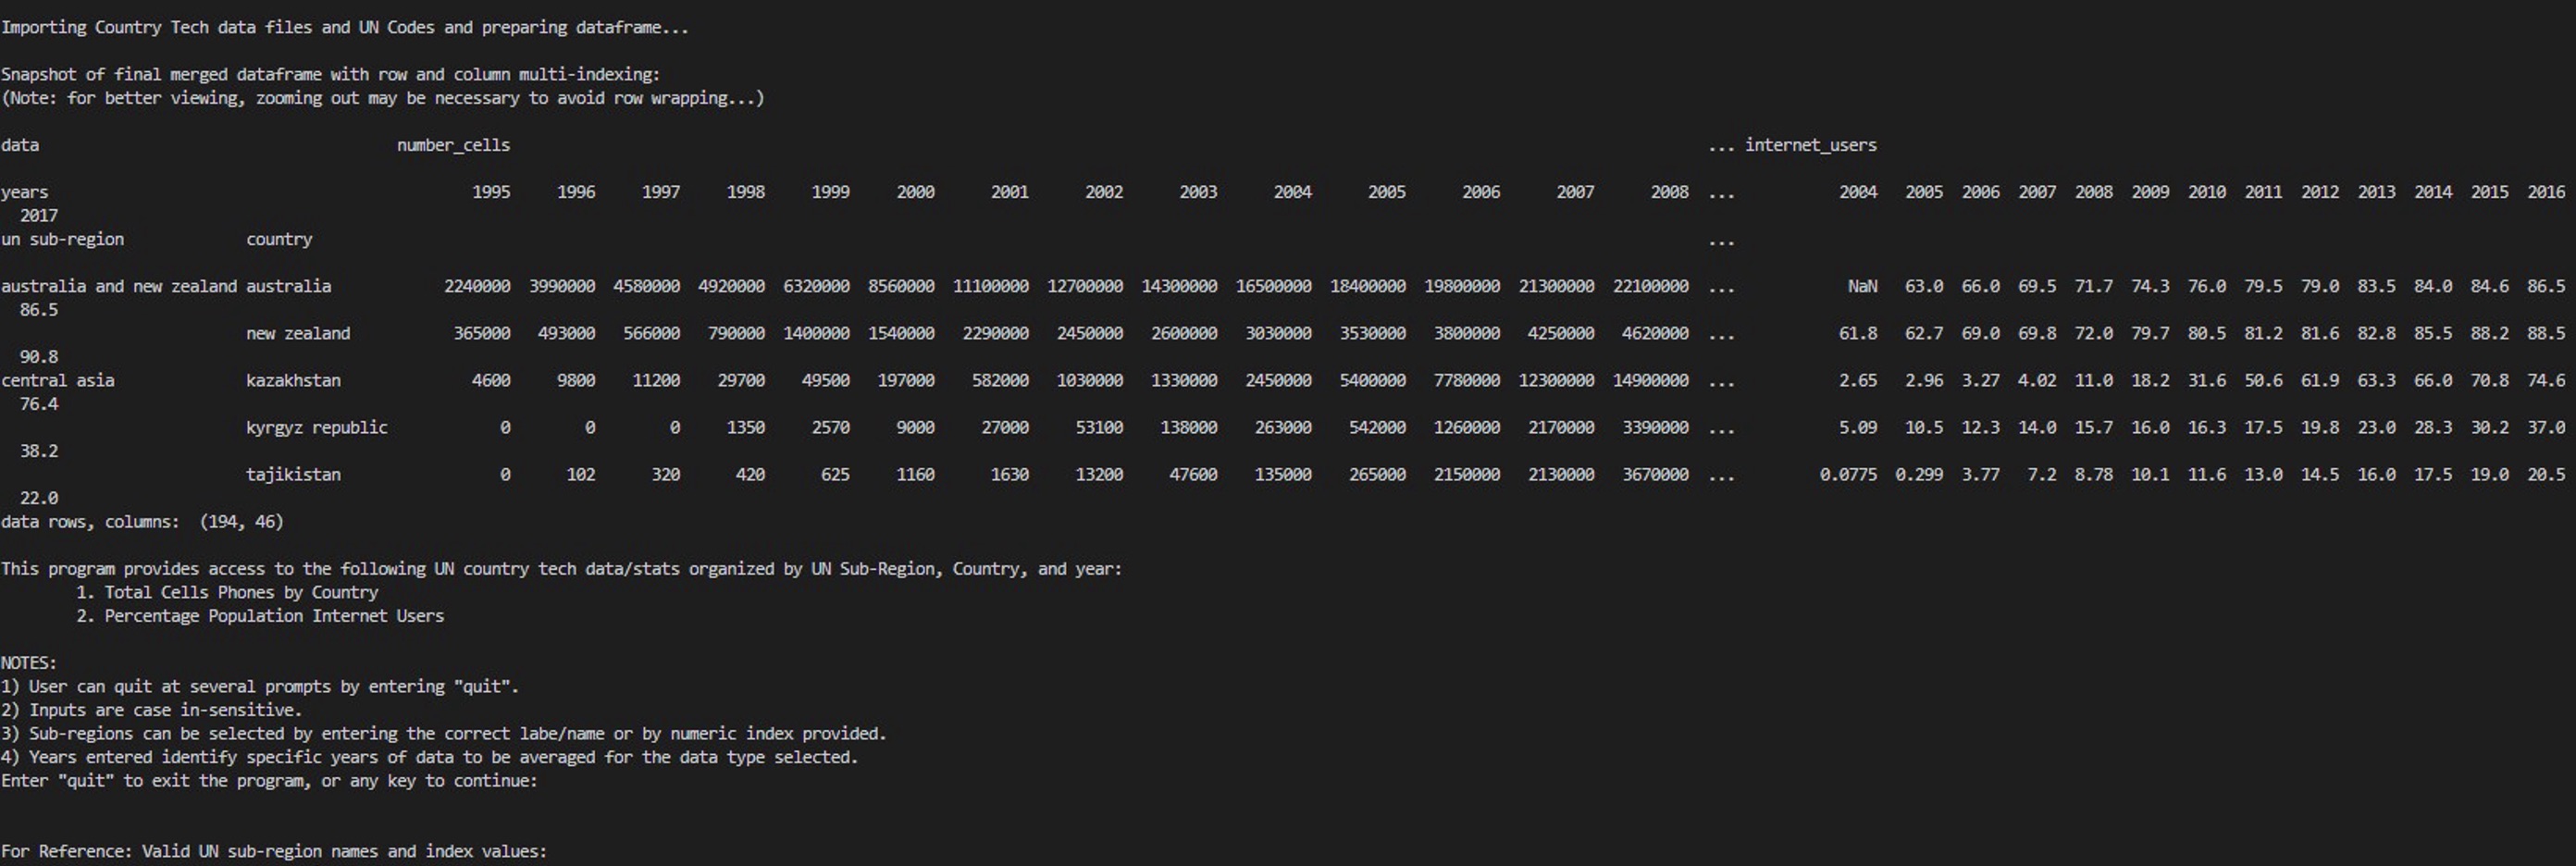 Importing Country Tech data files and UN Codes and preparing dataframe...
Snapshot of final merged dataframe with row and column multi-indexing:
(Note: for better viewing, zooming out may be necessary to avoid row wrapping...)
data number_cells ... internet_users
years 1995 1996 1997 1998 1999 2000 2001 2002 2003 2004 2005 2006 2007 2008 ... 2004 2005 2006 2007 2008 2009 2010 2011 2012 2013 2014 2015 2016
2017
un sub-region country ...
australia and new zealand australia 2240000 3990000 4580000 4920000 6320000 8560000 11100000 12700000 14300000 16500000 18400000 19800000 21300000 22100000 ... NaN 63.0 66.0 69.5 71.7 74.3 76.0 79.5 79.0 83.5 84.0 84.6 86.5
86.5
new zealand 365000 493000 566000 790000 1400000 1540000 2290000 2450000 2600000 3030000 3530000 3800000 4250000 4620000 ... 61.8 62.7 69.0 69.8 72.0 79.7 80.5 81.2 81.6 82.8 85.5 88.2 88.5
90.8
central asia kazakhstan 4600 9800 11200 29700 49500 197000 582000 1030000 1330000 2450000 5400000 7780000 12300000 14900000 ... 2.65 2.96 3.27 4.02 11.0 18.2 31.6 50.6 61.9 63.3 66.0 70.8 74.6
76.4
kyrgyz republic 0 0 0 1350 2570 9000 27000 53100 138000 263000 542000 1260000 2170000 3390000 ... 5.09 10.5 12.3 14.0 15.7 16.0 16.3 17.5 19.8 23.0 28.3 30.2 37.0
38.2
tajikistan 0 102 320 420 625 1160 1630 13200 47600 135000 265000 2150000 2130000 3670000 ... 0.0775 0.299 3.77 7.2 8.78 10.1 11.6 13.0 14.5 16.0 17.5 19.0 20.5
22.0
data rows, columns: (194, 46)
This program provides access to the following UN country tech data/stats organized by UN Sub-Region, Country, and year:
1. Total Cells Phones by Country
2. Percentage Population Internet Users
NOTES:
1) User can quit at several prompts by entering "quit".
2) Inputs are case in-sensitive.
3) Sub-regions can be selected by entering the correct labe/name or by numeric index provided.
4) Years entered identify specific years of data to be averaged for the data type selected.
Enter "quit" to exit the program, or any key to continue:
For Reference: Valid UN sub-region names and index values: